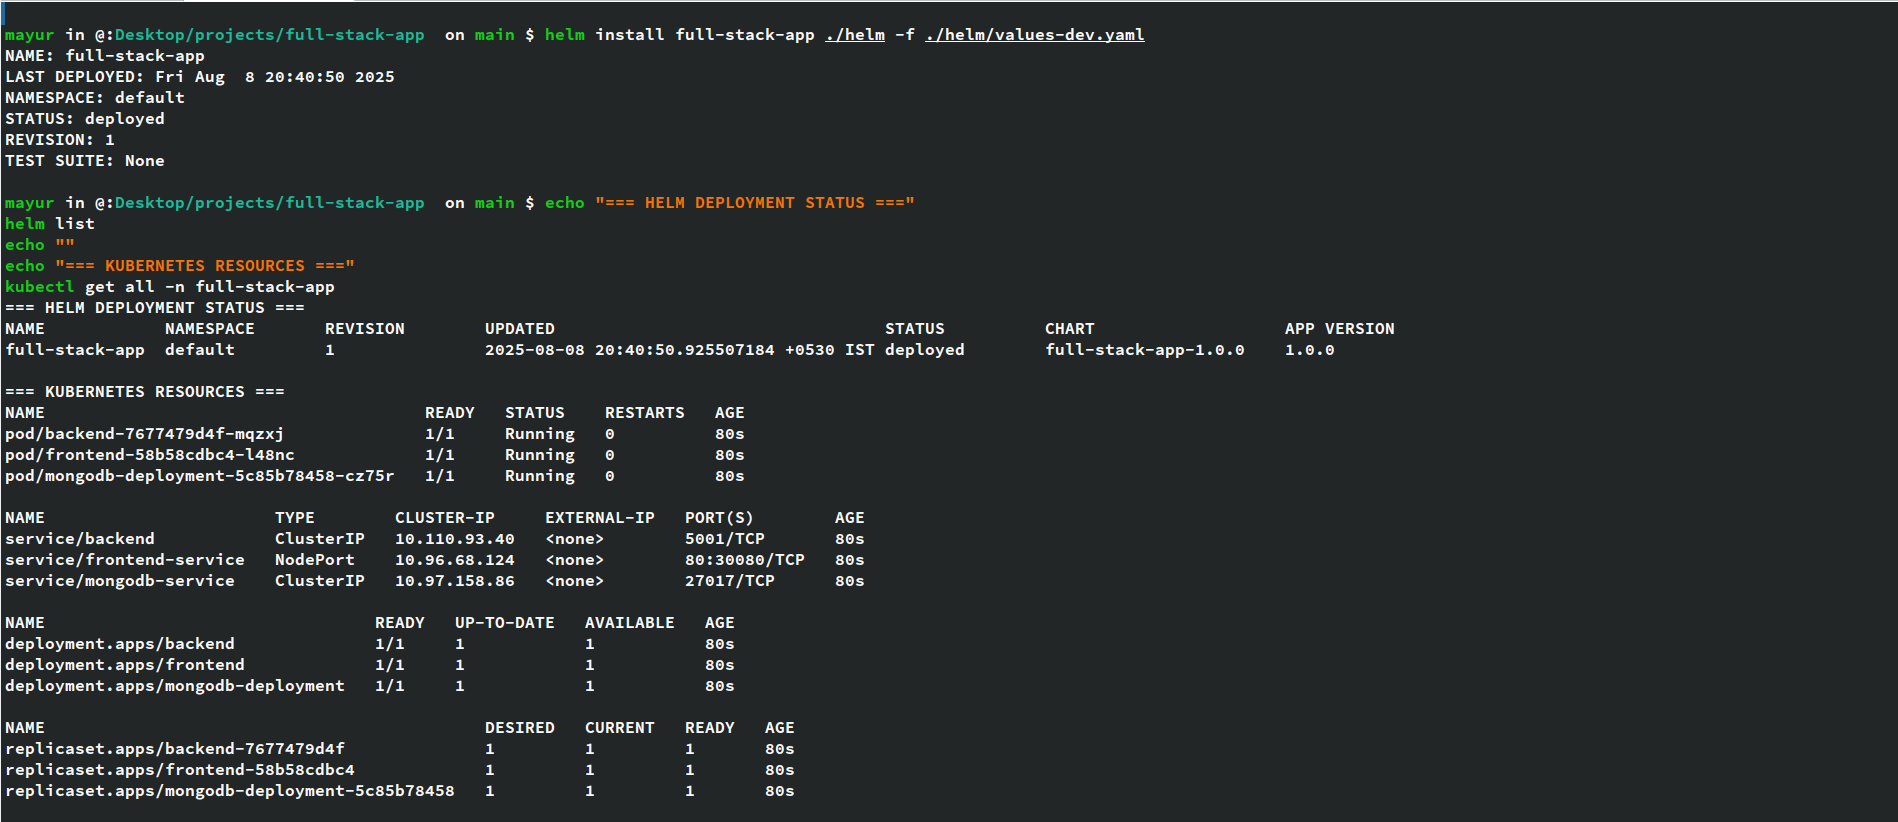 mayur in @:Desktop/projects/full-stack-app  on main $ helm install full-stack-app ./helm -f ./helm/values-dev.yaml
NAME: full-stack-app
LAST DEPLOYED: Fri Aug  8 20:40:50 2025
NAMESPACE: default
STATUS: deployed
REVISION: 1
TEST SUITE: None
mayur in @:Desktop/projects/full-stack-app  on main $ echo "=== HELM DEPLOYMENT STATUS ==="
helm list
echo ""
echo "=== KUBERNETES RESOURCES ==="
kubectl get all -n full-stack-app
=== HELM DEPLOYMENT STATUS ===
NAME            NAMESPACE       REVISION        UPDATED                                 STATUS          CHART                   APP VERSION
full-stack-app  default         1               2025-08-08 20:40:50.925507184 +0530 IST deployed        full-stack-app-1.0.0    1.0.0
=== KUBERNETES RESOURCES ===
NAME                                      READY   STATUS    RESTARTS   AGE
pod/backend-7677479d4f-mqzxj              1/1     Running   0          80s
pod/frontend-58b58cdbc4-l48nc             1/1     Running   0          80s
pod/mongodb-deployment-5c85b78458-cz75r   1/1     Running   0          80s
NAME                       TYPE        CLUSTER-IP     EXTERNAL-IP   PORT(S)        AGE
service/backend            ClusterIP   10.110.93.40   <none>        5001/TCP       80s
service/frontend-service   NodePort    10.96.68.124   <none>        80:30080/TCP   80s
service/mongodb-service    ClusterIP   10.97.158.86   <none>        27017/TCP      80s
NAME                                 READY   UP-TO-DATE   AVAILABLE   AGE
deployment.apps/backend              1/1     1            1           80s
deployment.apps/frontend             1/1     1            1           80s
deployment.apps/mongodb-deployment   1/1     1            1           80s
NAME                                            DESIRED   CURRENT   READY   AGE
replicaset.apps/backend-7677479d4f              1         1         1       80s
replicaset.apps/frontend-58b58cdbc4             1         1         1       80s
replicaset.apps/mongodb-deployment-5c85b78458   1         1         1       80s